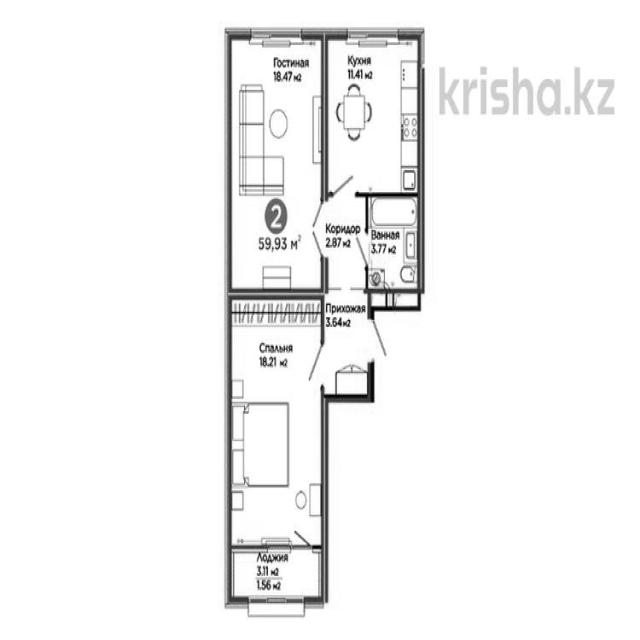 Гостиная
18.47 м2
Кухня
11.41 м2
krisha.kz
2
59,93 м2
Коридор
2.87 м2
Ванная
3.77 м2
Прихожая
3.64 м2
Спальня
18.21 м2
Лоджия
3.11 м2
1.56 м2